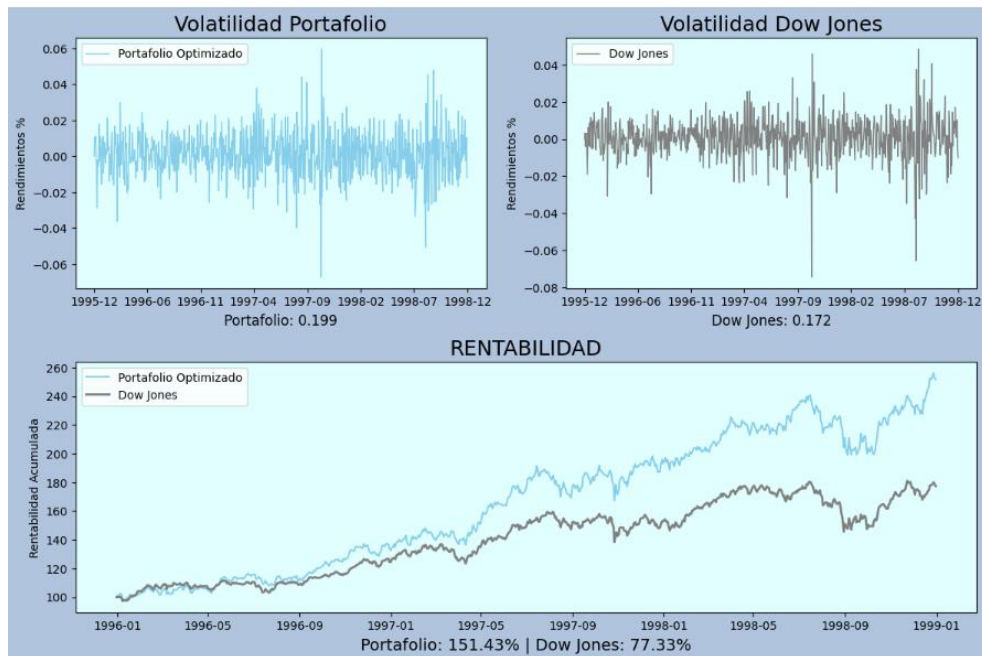 Volatilidad Portafolio
Portafolio Optimizado
Rendimientos %
0.06
0.04
0.02
0.00
−0.02
−0.04
−0.06
1995-12 1996-06 1996-11 1997-04 1997-09 1998-02 1998-07 1998-12
Portafolio: 0.199
Volatilidad Dow Jones
Dow Jones
Rendimientos %
0.04
0.02
0.00
−0.02
−0.04
−0.06
−0.08
1995-12 1996-06 1996-11 1997-04 1997-09 1998-02 1998-07 1998-12
Dow Jones: 0.172
RENTABILIDAD
Portafolio Optimizado
Dow Jones
Rentabilidad Acumulada
260
240
220
200
180
160
140
120
100
1996-01 1996-05 1996-09 1997-01 1997-05 1997-09 1998-01 1998-05 1998-09 1999-01
Portafolio: 151.43% | Dow Jones: 77.33%